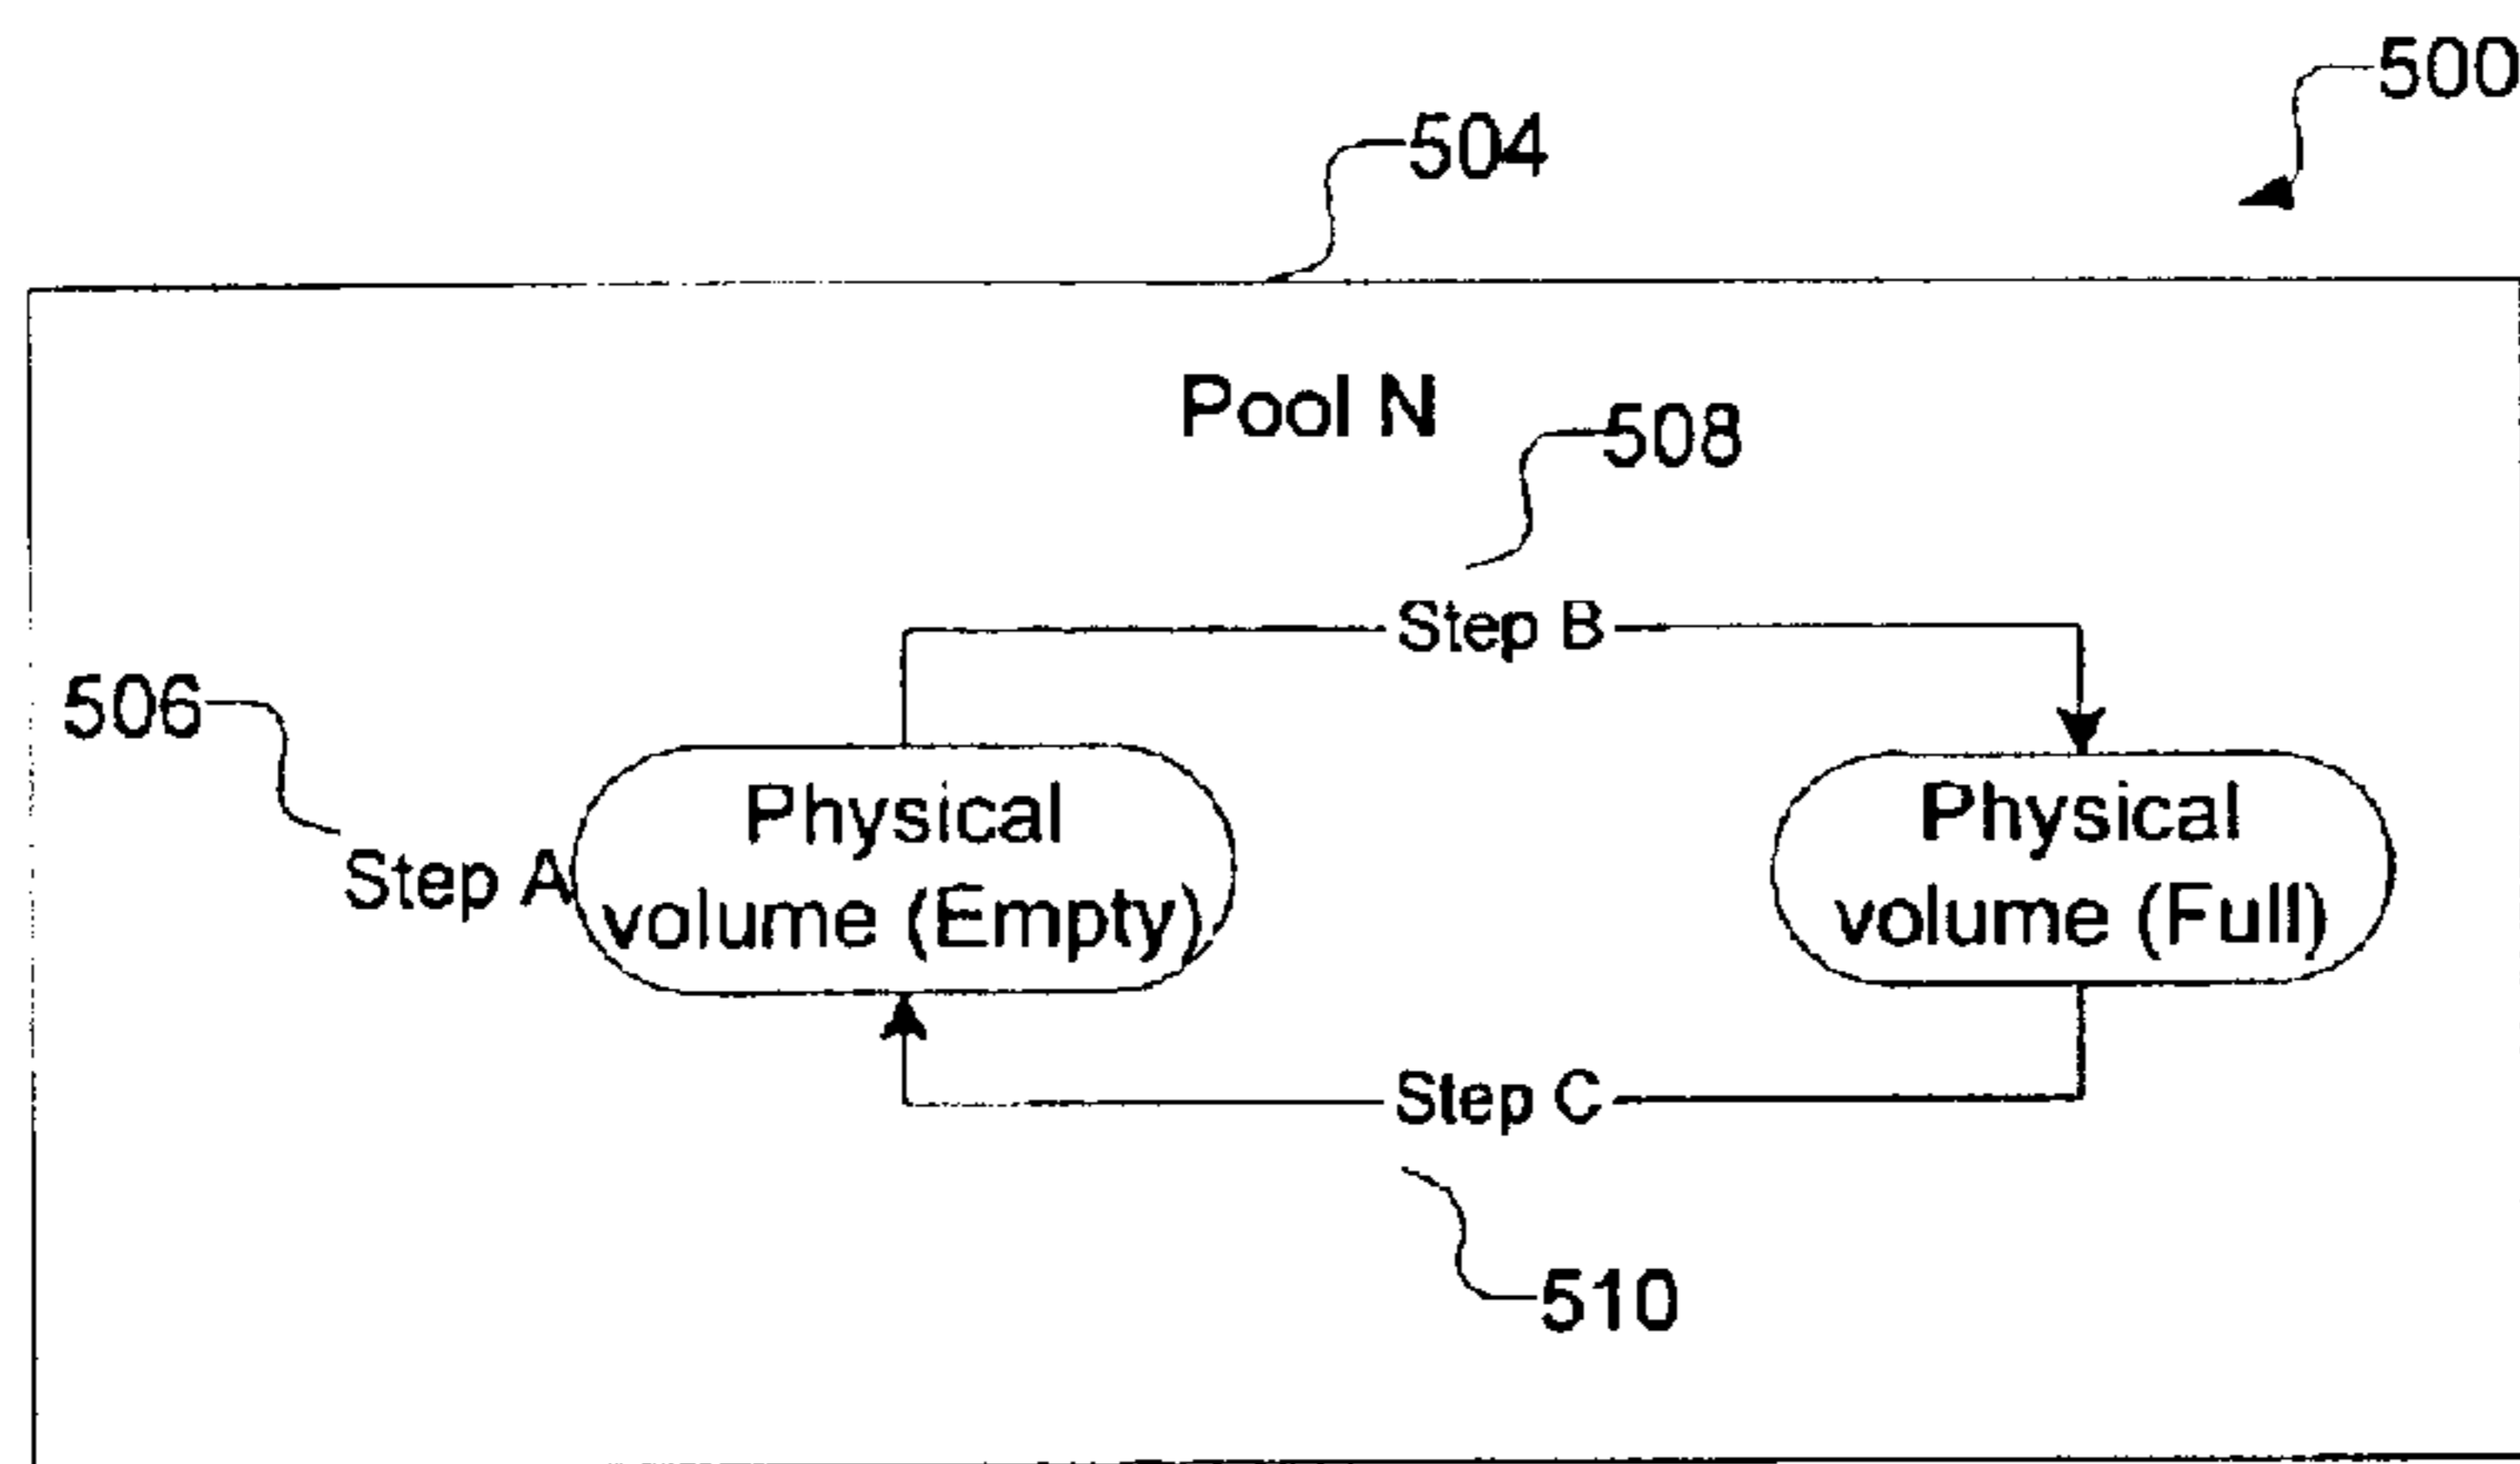 500
504
Pool N
508
Step B
506
Physical
volume (Empty)
Physical
volume (Full)
Step A
Step C
510